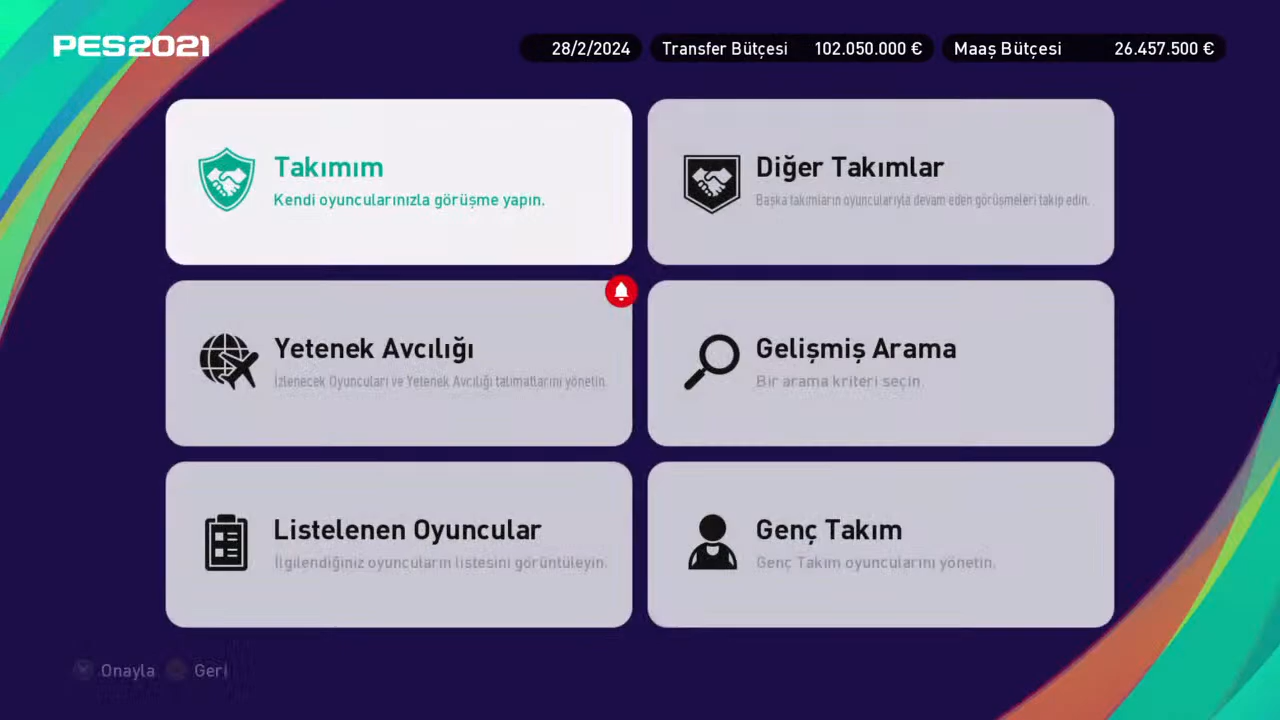 PES2021
28/2/2024 Transfer Bütçesi 102.050.000 € Maaş Bütçesi 26.457.500 €
Takımım
Kendi oyuncularınızla görüşme yapın.
Diğer Takımlar
Başka takımların oyuncularıyla devam eden görüşmeleri takip edin.
Yetenek Avcılığı
İzlenecek Oyuncuları ve Yetenek Avcılığı talimatlarını yönetin.
Gelişmiş Arama
Bir arama kriteri seçin.
Listelenen Oyuncular
İlgilendiğiniz oyuncuların listesini görüntüleyin.
Genç Takım
Genç Takım oyuncularını yönetin.
Onayla Geri